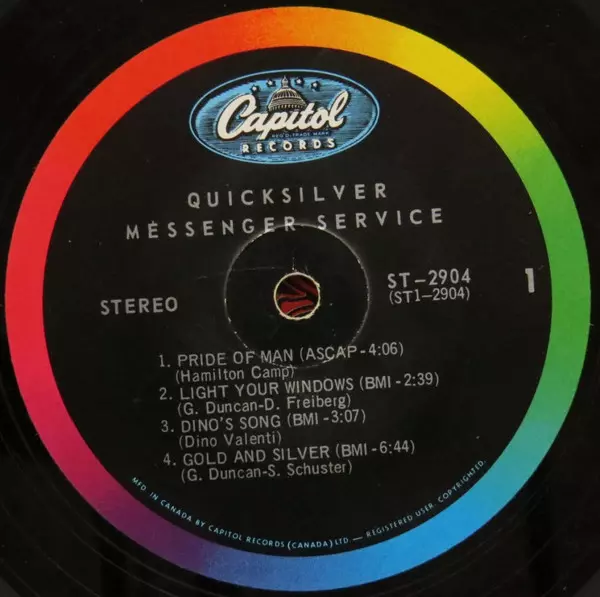 Capitol
REG'D. TRADE MARK
RECORDS
QUICKSILVER
MESSENGER SERVICE
STEREO
ST-2904
(ST1-2904)
1
1. PRIDE OF MAN (ASCAP-4:06)
(Hamilton Camp)
2. LIGHT YOUR WINDOWS (BMI-2:39)
(G. Duncan-D. Freiberg)
3. DINO'S SONG (BMI-3:07)
(Dino Valenti)
4. GOLD AND SILVER (BMI-6:44)
(G. Duncan-S. Schuster)
MFD. IN CANADA BY CAPITOL RECORDS (CANADA) LTD. — REGISTERED USER. COPYRIGHTED.